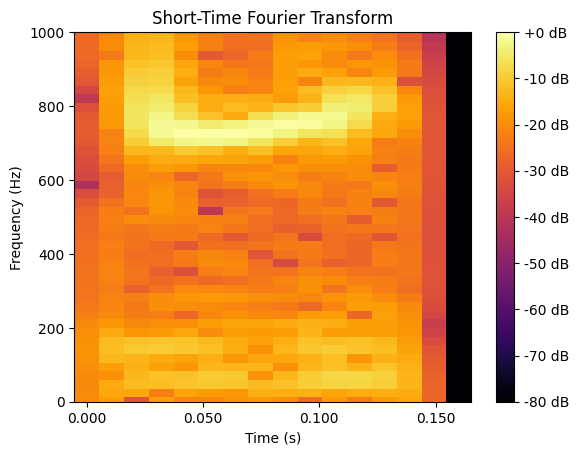 Short-Time Fourier Transform
1000
800
600
400
200
0
Frequency (Hz)
0.000
0.050
0.100
0.150
Time (s)
+0 dB
-10 dB
-20 dB
-30 dB
-40 dB
-50 dB
-60 dB
-70 dB
-80 dB